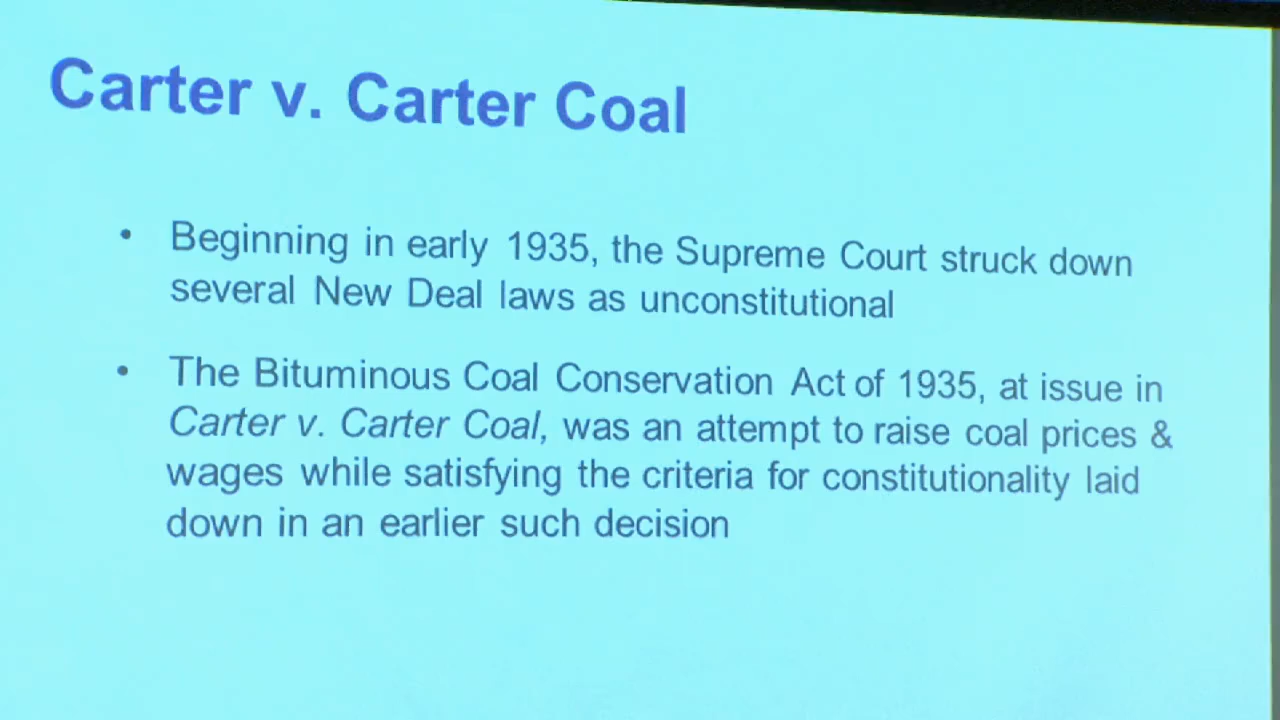 Carter v. Carter Coal
• Beginning in early 1935, the Supreme Court struck down
several New Deal laws as unconstitutional
• The Bituminous Coal Conservation Act of 1935, at issue in
Carter v. Carter Coal, was an attempt to raise coal prices &
wages while satisfying the criteria for constitutionality laid
down in an earlier such decision